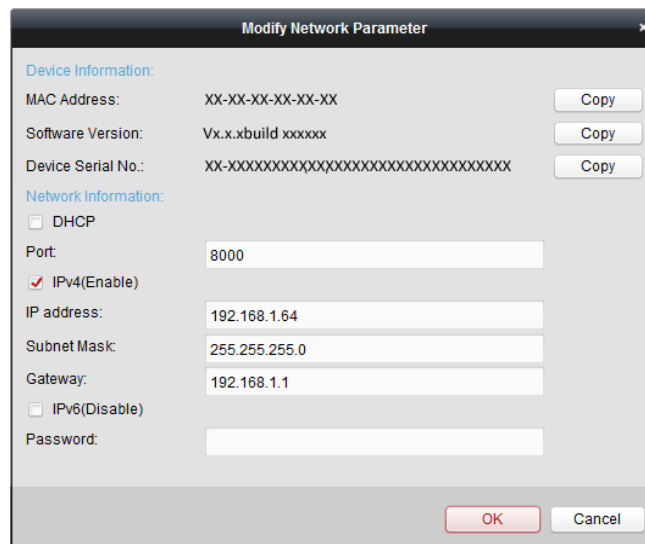 Modify Network Parameter ×
Device Information:
MAC Address: XX-XX-XX-XX-XX-XX Copy
Software Version: Vx.x.xbuild xxxxxx Copy
Device Serial No.: XX-XXXXXXXXXXXXXXXXXXXXXXXXXXXXXXX Copy
Network Information:
DHCP
Port: 8000
IPv4(Enable)
IP address: 192.168.1.64
Subnet Mask: 255.255.255.0
Gateway: 192.168.1.1
IPv6(Disable)
Password:
OK Cancel